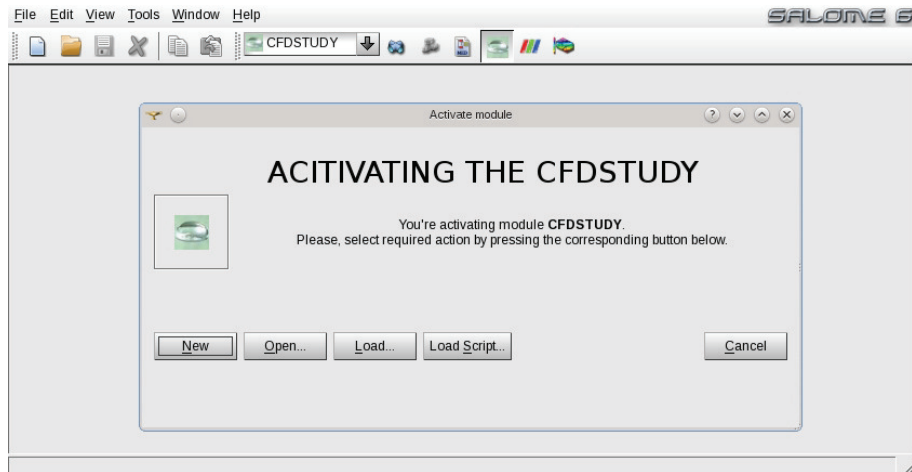 File Edit View Tools Window Help
SALOME 6
CFDSTUDY
Activate module
ACITIVATING THE CFDSTUDY
You're activating module CFDSTUDY.
Please, select required action by pressing the corresponding button below.
New Open... Load... Load Script... Cancel